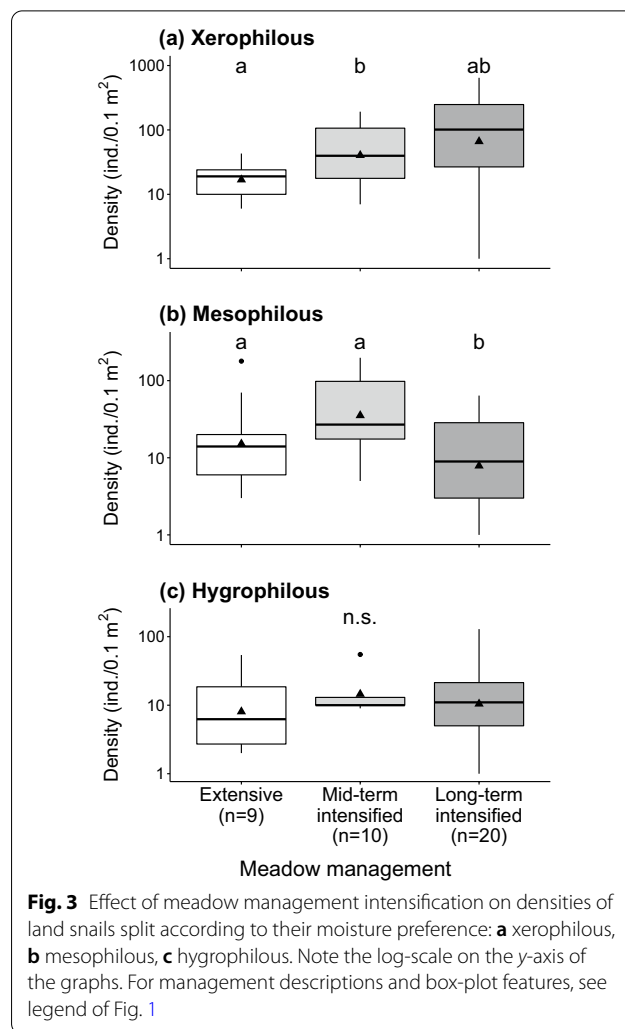 (a) Xerophilous
a b ab
1000
100
10
1
Density (ind./0.1 m²)
(b) Mesophilous
a a b
100
10
1
Density (ind./0.1 m²)
(c) Hygrophilous
n.s.
100
10
1
Density (ind./0.1 m²)
Extensive Mid-term Long-term
(n=9) intensified intensified
(n=10) (n=20)
Meadow management
Fig. 3 Effect of meadow management intensification on densities of
land snails split according to their moisture preference: a xerophilous,
b mesophilous, c hygrophilous. Note the log-scale on the y-axis of
the graphs. For management descriptions and box-plot features, see
legend of Fig. 1